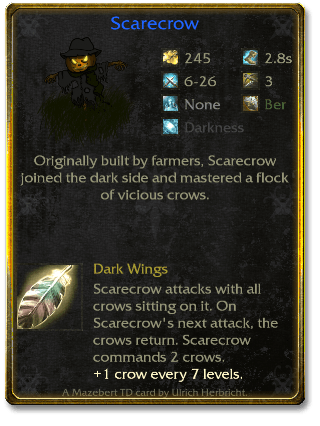 Scarecrow
245 2.8s
6-26 3
None Ber
Darkness
Originally built by farmers, Scarecrow
joined the dark side and mastered a flock
of vicious crows.
Dark Wings
Scarecrow attacks with all
crows sitting on it. On
Scarecrow's next attack, the
crows return. Scarecrow
commands 2 crows.
+1 crow every 7 levels.
A Mazebert TD card by Ulrich Herbricht.